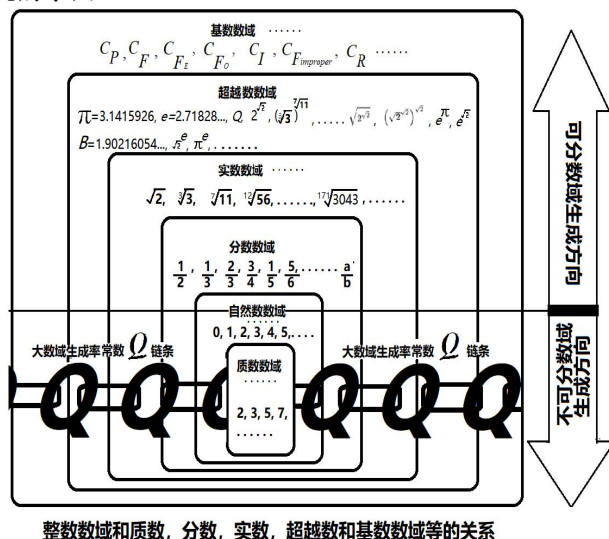 基数数域 ······
C_P, C_F, C_{F_E}, C_{F_O}, C_I, C_{F_{improper}}, C_R ······
超越数数域
π=3.1415926, e=2.71828..., Q, 2^{√2}, (∛3)^{⁷√11}, ..... √(2^{√2}), (√2^{√2})^{√2}, e^π, e^{√2}
B=1.90216054..., √2^e, π^e, .......
实数数域 ······
√2, ∛3, ⁷√11, ¹²√56, ......, ¹⁷¹√3043, ......
分数数域
1/2, 1/3, 2/3, 3/4, 1/5, 5/6, ...... a/b
自然数数域
0, 1, 2, 3, 4, 5, ....
大数域生成率常数 Q 链条
大数域生成率常数 Q 链条
质数数域
······
2, 3, 5, 7,
······
Q Q Q Q Q Q
可分数域生成方向
不可分数域
生成方向
整数数域和质数，分数，实数，超越数和基数数域等的关系